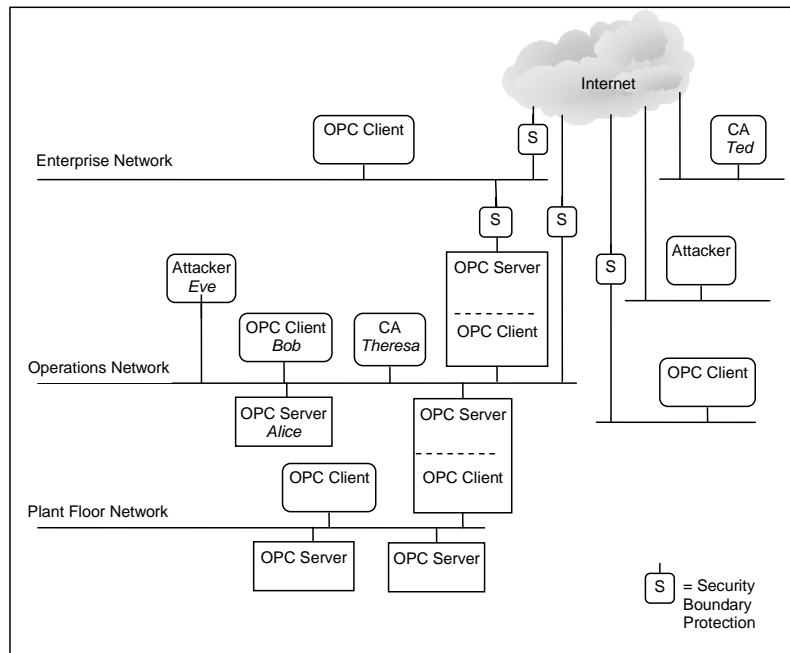 Internet
OPC Client
S
CA
Ted
Enterprise Network
S
S
S
Attacker
Eve
OPC Server
OPC Client
Attacker
OPC Client
Bob
CA
Theresa
Operations Network
OPC Client
OPC Server
Alice
OPC Server
OPC Client
OPC Client
Plant Floor Network
OPC Server
OPC Server
S
= Security
Boundary
Protection